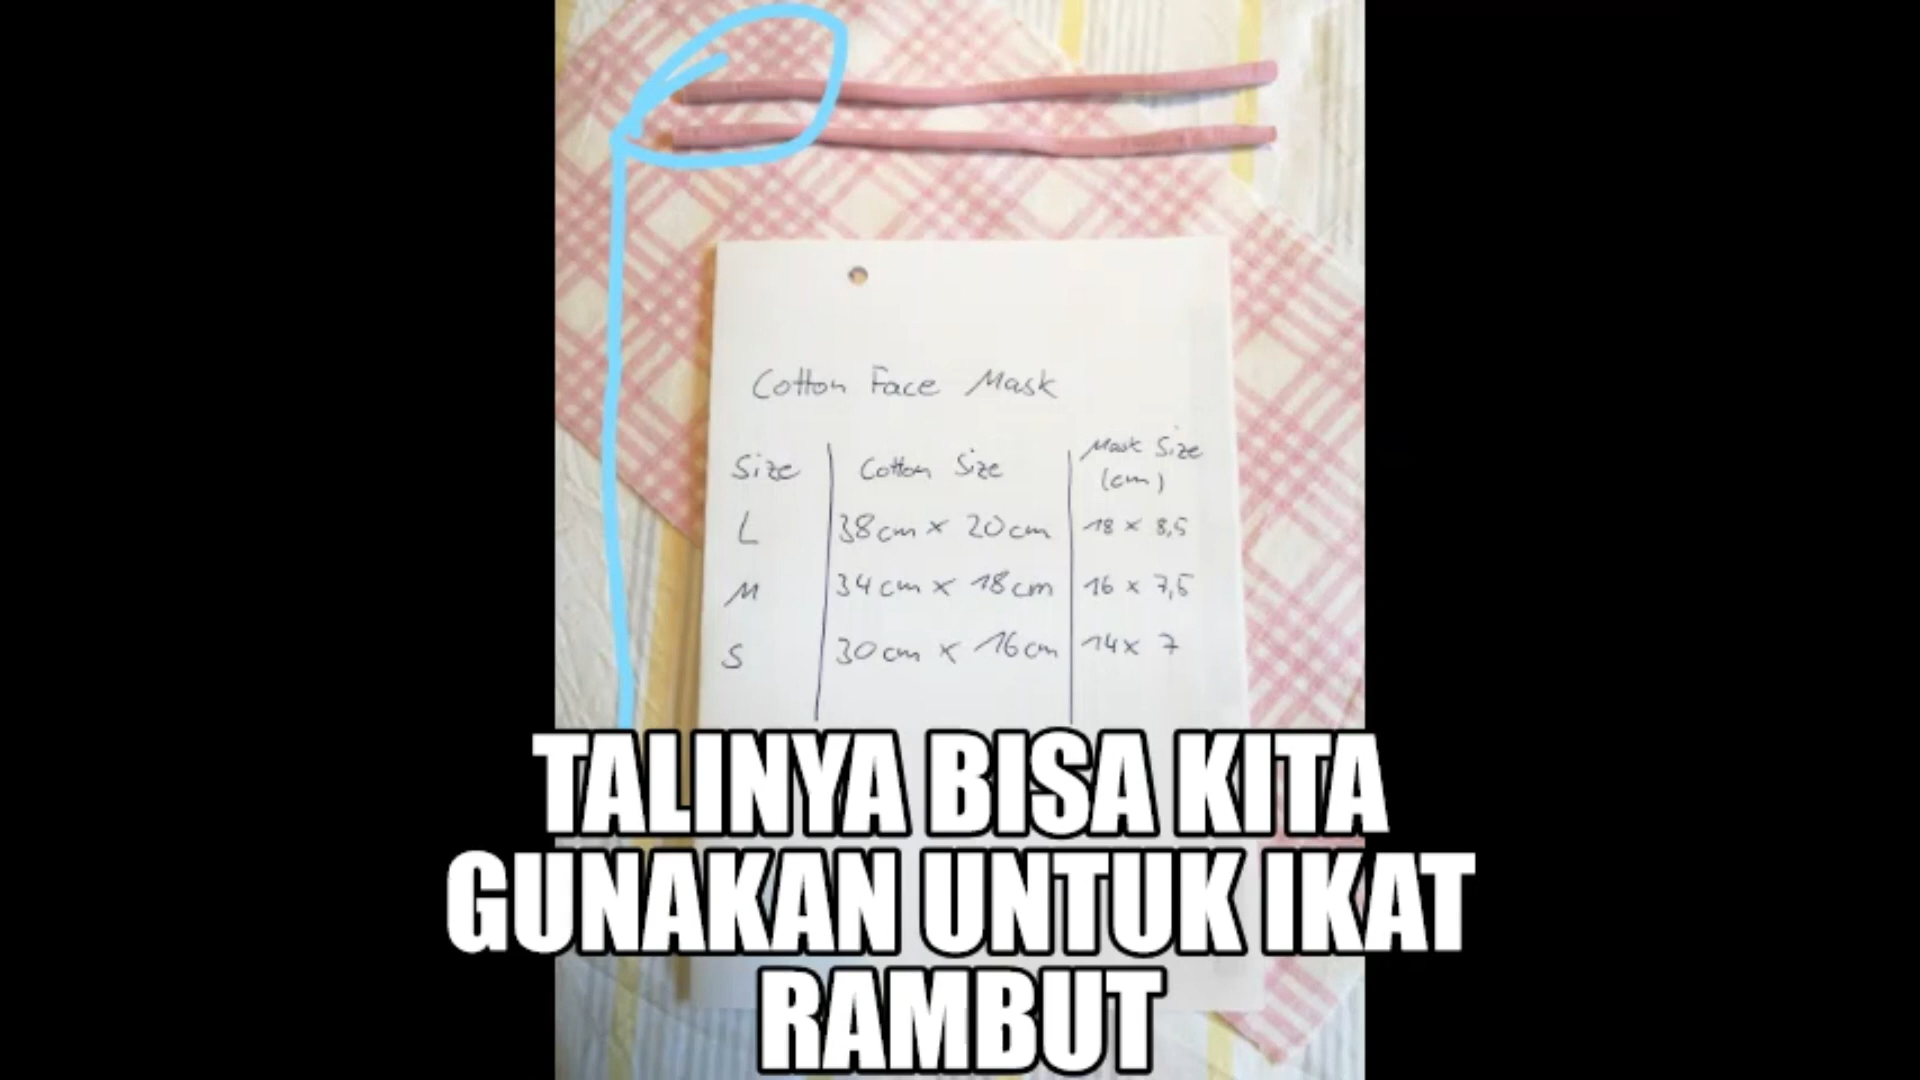 Cotton Face Mask
Size Cotton Size Mask Size (cm)
L 38cm x 20cm 18 x 8,5
M 34cm x 18cm 16 x 7,5
S 30cm x 16cm 14 x 7
TALINYA BISA KITA
GUNAKAN UNTUK IKAT
RAMBUT